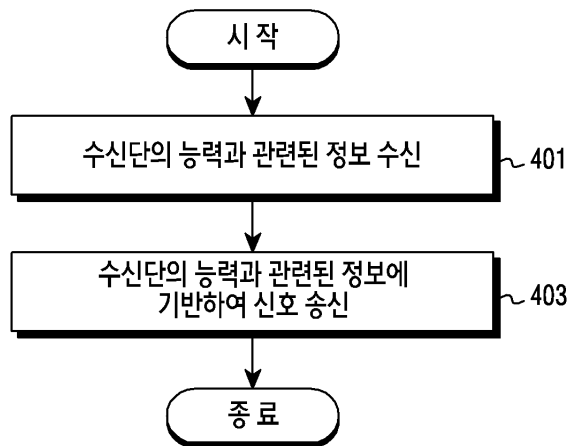 시작
수신단의 능력과 관련된 정보 수신
401
수신단의 능력과 관련된 정보에
기반하여 신호 송신
403
종료